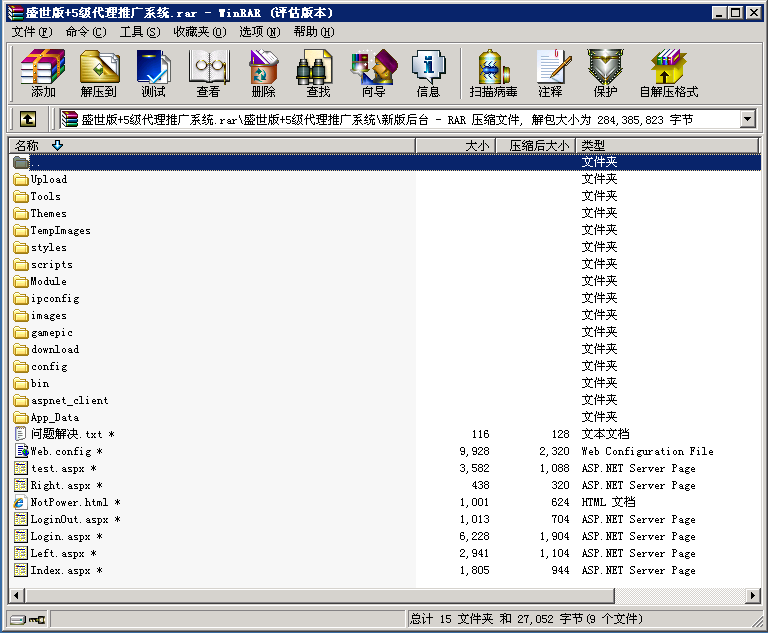 盛世版+5级代理推广系统.rar - WinRAR (评估版本)
文件(F) 命令(C) 工具(S) 收藏夹(O) 选项(N) 帮助(H)
添加 解压到 测试 查看 删除 查找 向导 信息 扫描病毒 注释 保护 自解压格式
盛世版+5级代理推广系统.rar\盛世版+5级代理推广系统\新版后台 - RAR 压缩文件, 解包大小为 284,385,823 字节
名称 大小 压缩后大小 类型
.. 文件夹
Upload 文件夹
Tools 文件夹
Themes 文件夹
TempImages 文件夹
styles 文件夹
scripts 文件夹
Module 文件夹
ipconfig 文件夹
images 文件夹
gamepic 文件夹
download 文件夹
config 文件夹
bin 文件夹
aspnet_client 文件夹
App_Data 文件夹
问题解决.txt * 116 128 文本文档
Web.config * 9,928 2,320 Web Configuration File
test.aspx * 3,582 1,088 ASP.NET Server Page
Right.aspx * 438 320 ASP.NET Server Page
NotPower.html * 1,001 624 HTML 文档
LoginOut.aspx * 1,013 704 ASP.NET Server Page
Login.aspx * 6,228 1,904 ASP.NET Server Page
Left.aspx * 2,941 1,104 ASP.NET Server Page
Index.aspx * 1,805 944 ASP.NET Server Page
总计 15 文件夹 和 27,052 字节(9 个文件)